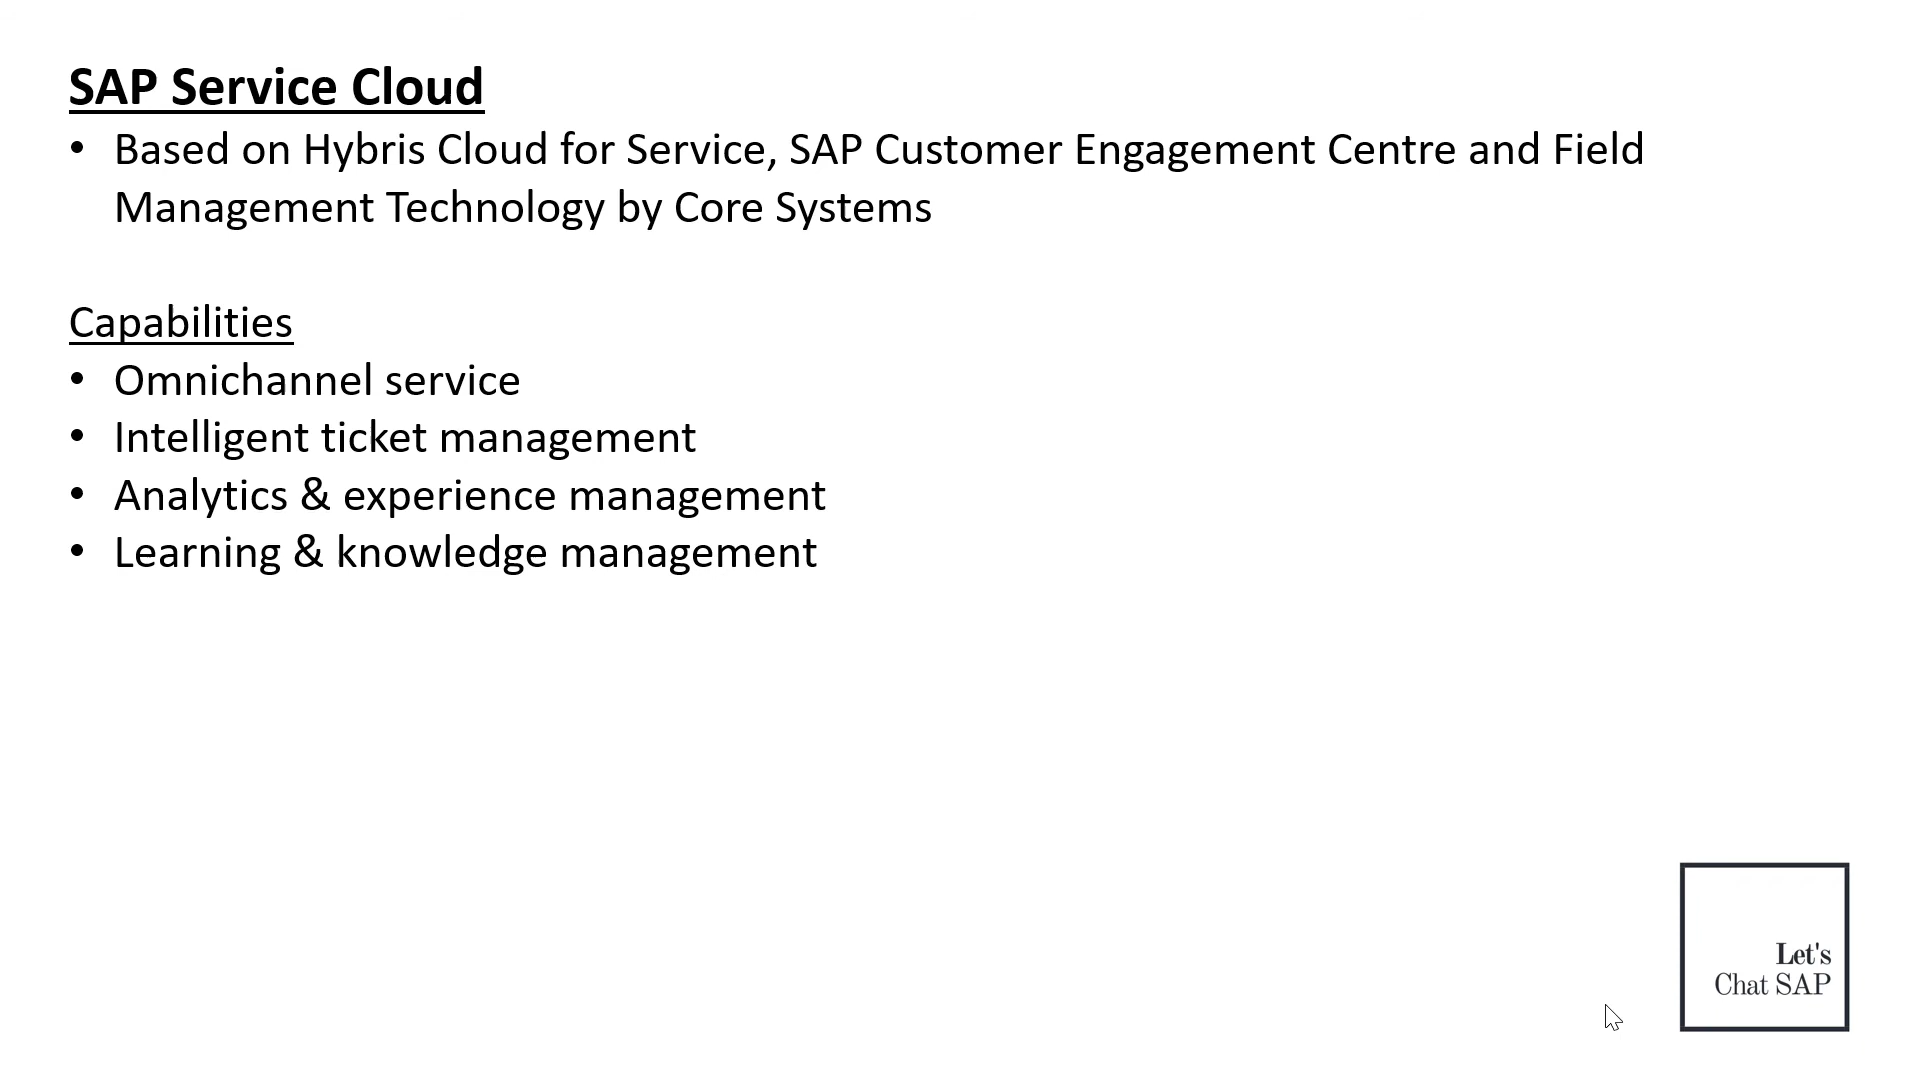 SAP Service Cloud
• Based on Hybris Cloud for Service, SAP Customer Engagement Centre and Field
Management Technology by Core Systems
Capabilities
• Omnichannel service
• Intelligent ticket management
• Analytics & experience management
• Learning & knowledge management
Let's
Chat SAP